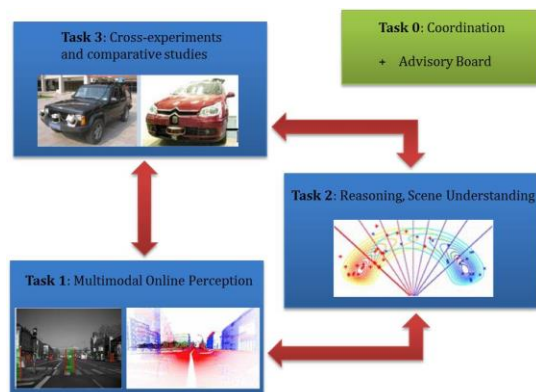 Task 3: Cross-experiments
and comparative studies
Task 0: Coordination
+ Advisory Board
Task 2: Reasoning, Scene Understanding
Task 1: Multimodal Online Perception